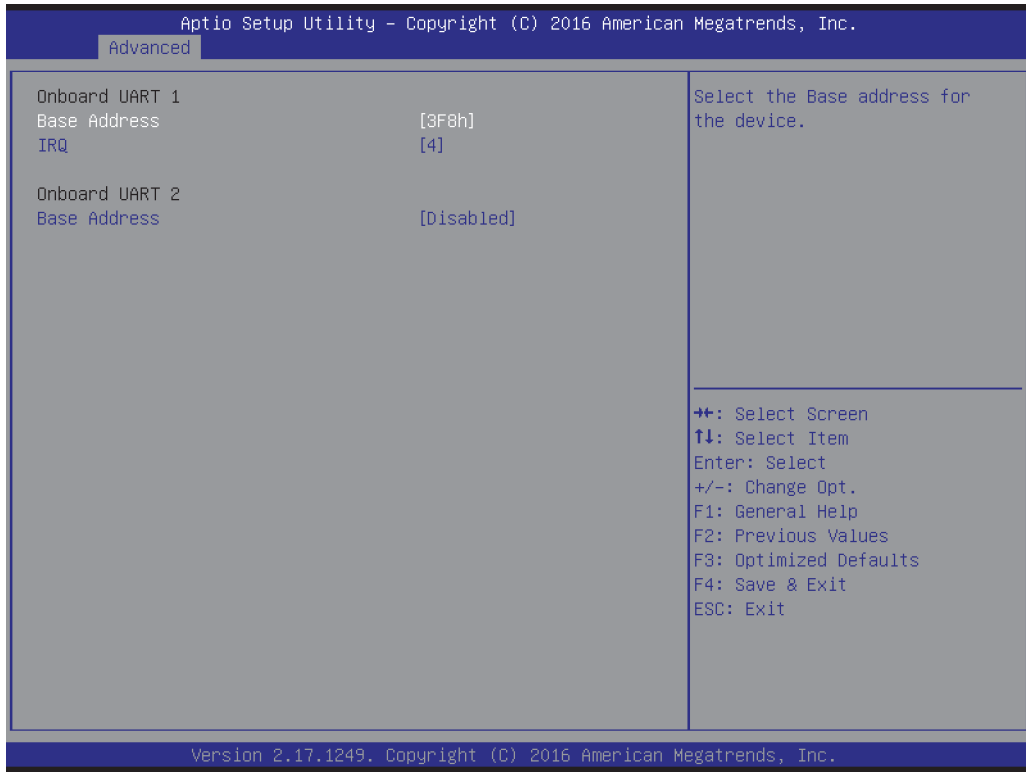 Aptio Setup Utility – Copyright (C) 2016 American Megatrends, Inc.
Advanced
Onboard UART 1
Base Address [3F8h]
IRQ [4]
Onboard UART 2
Base Address [Disabled]
Select the Base address for
the device.
→←: Select Screen
↑↓: Select Item
Enter: Select
+/-: Change Opt.
F1: General Help
F2: Previous Values
F3: Optimized Defaults
F4: Save & Exit
ESC: Exit
Version 2.17.1249. Copyright (C) 2016 American Megatrends, Inc.